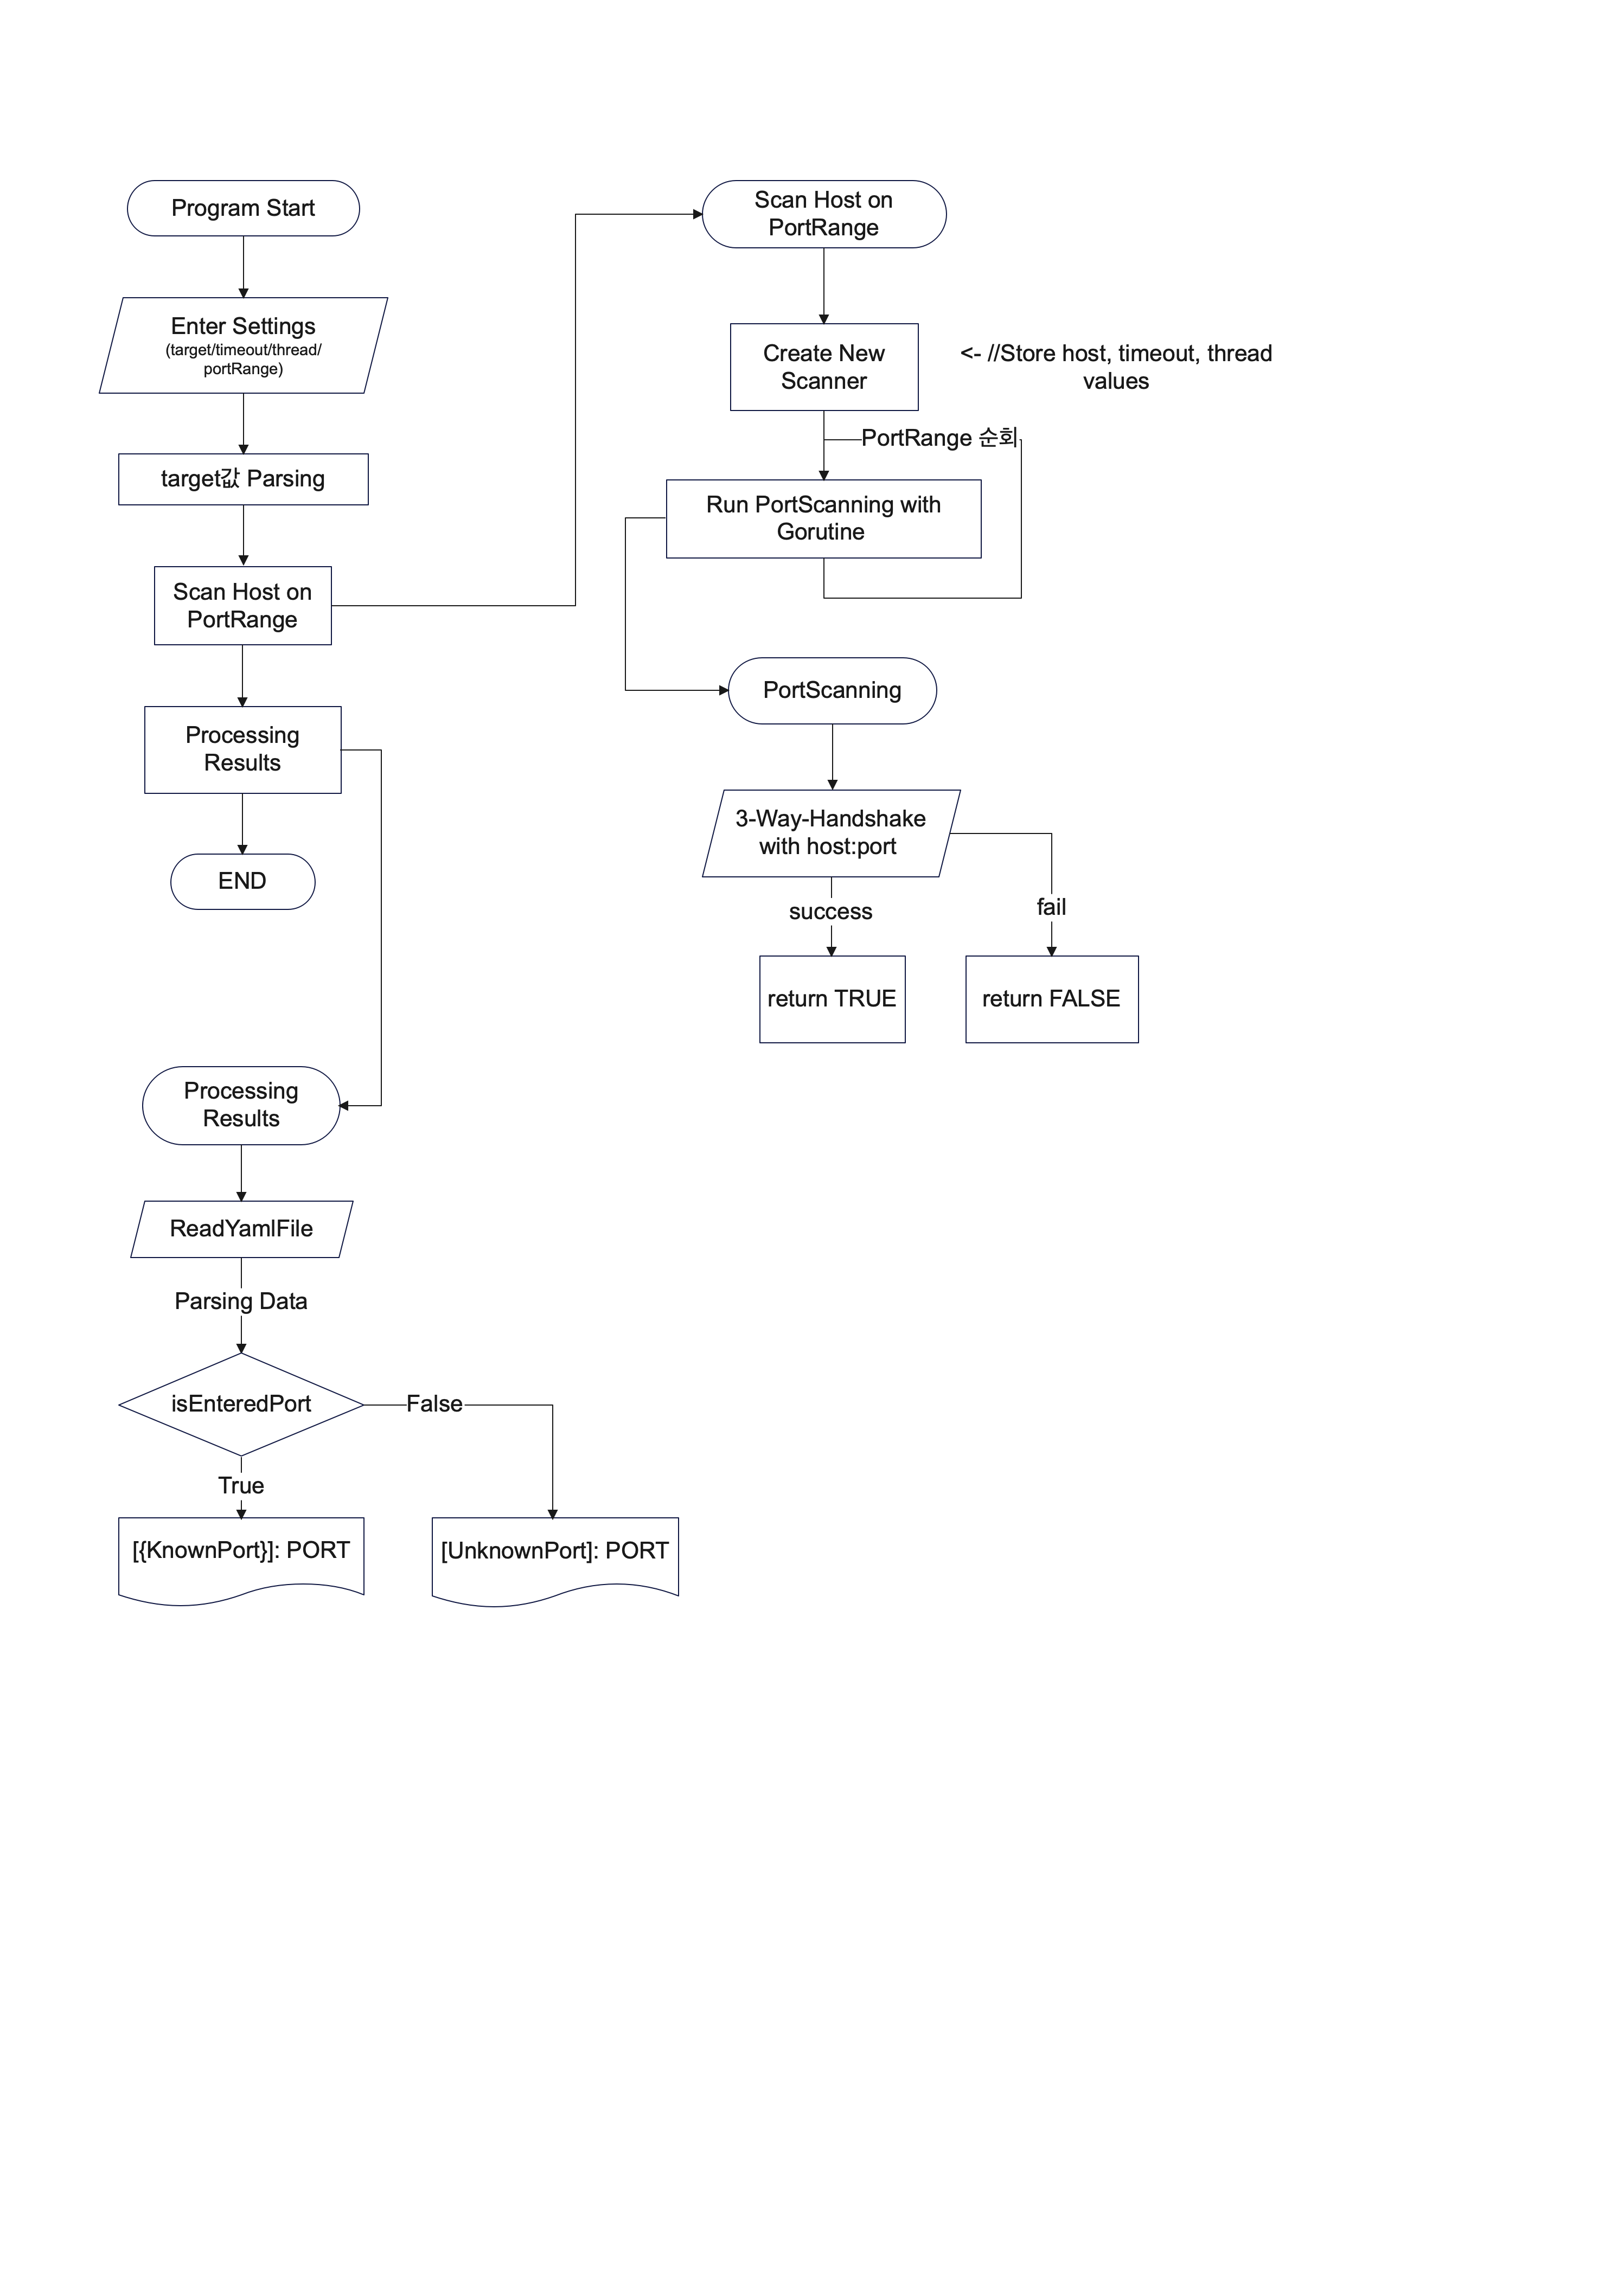 Program Start
Enter Settings
(target/timeout/thread/
portRange)
target값 Parsing
Scan Host on
PortRange
Processing
Results
END
Processing
Results
ReadYamlFile
Parsing Data
isEnteredPort
False
True
[{KnownPort}]: PORT
[UnknownPort]: PORT
Scan Host on
PortRange
Create New
Scanner
<- //Store host, timeout, thread
values
PortRange 순회
Run PortScanning with
Gorutine
PortScanning
3-Way-Handshake
with host:port
success
fail
return TRUE
return FALSE